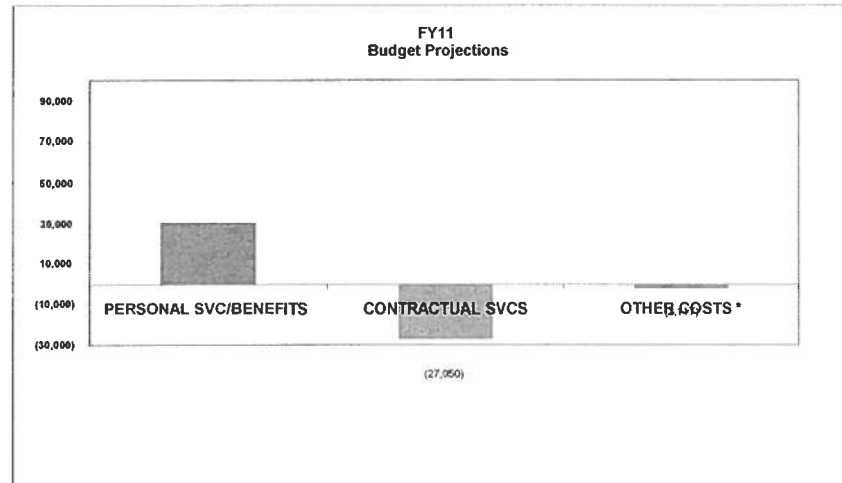 FY11
Budget Projections
90,000
70,000
50,000
30,000
10,000
(10,000)
(30,000)
PERSONAL SVC/BENEFITS
CONTRACTUAL SVCS
OTHER COSTS *
(27,050)